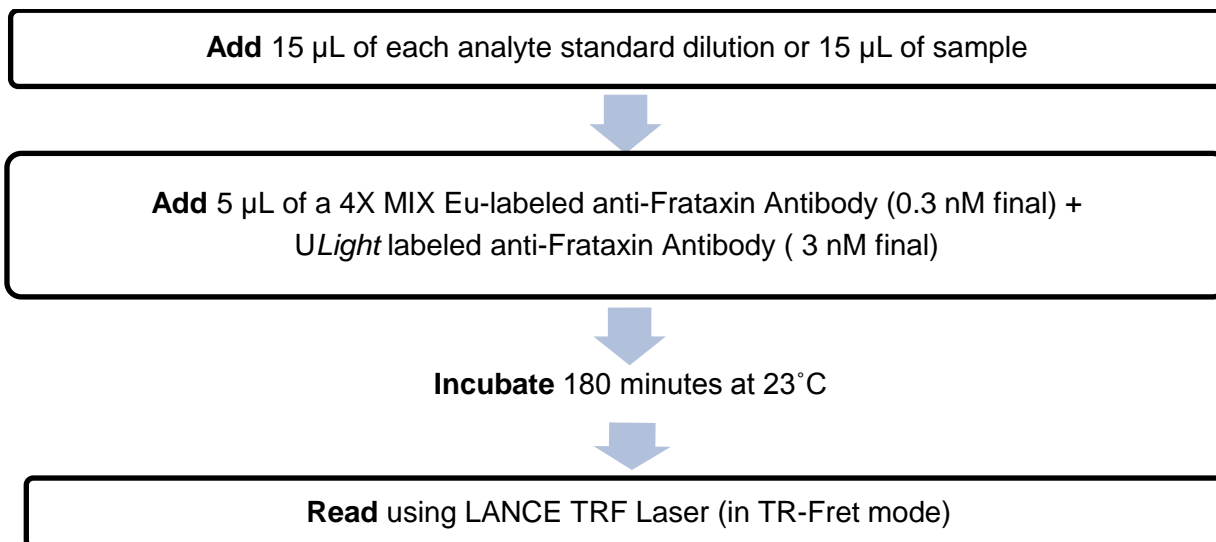 Add 15 µL of each analyte standard dilution or 15 µL of sample
Add 5 µL of a 4X MIX Eu-labeled anti-Frataxin Antibody (0.3 nM final) +
ULight labeled anti-Frataxin Antibody ( 3 nM final)
Incubate 180 minutes at 23˚C
Read using LANCE TRF Laser (in TR-Fret mode)